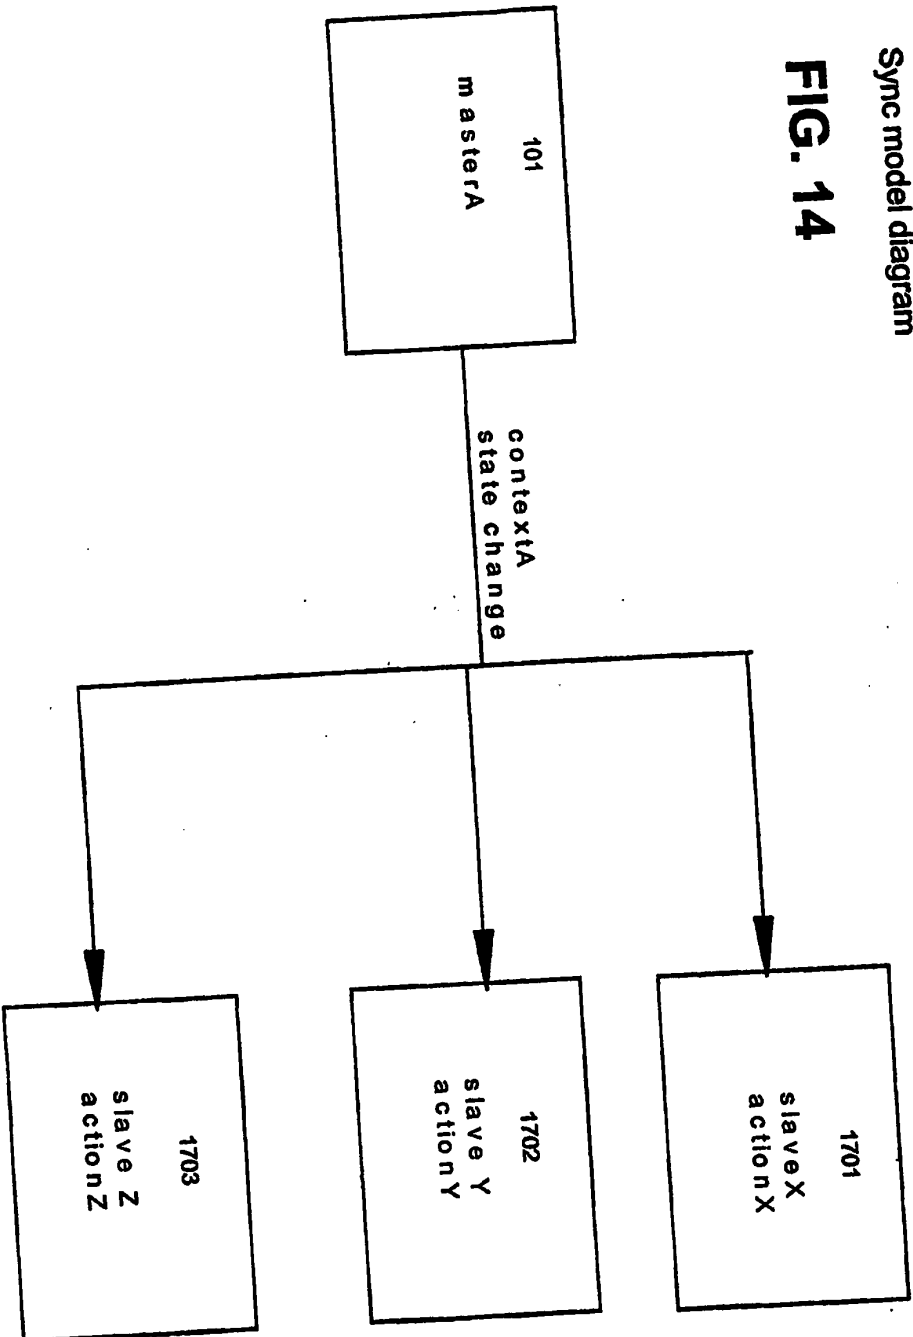 Sync model diagram
FIG. 14
101
masterA
contextA
state change
1701
slaveX
actionX
1702
slave Y
actionY
1703
slave Z
actionZ